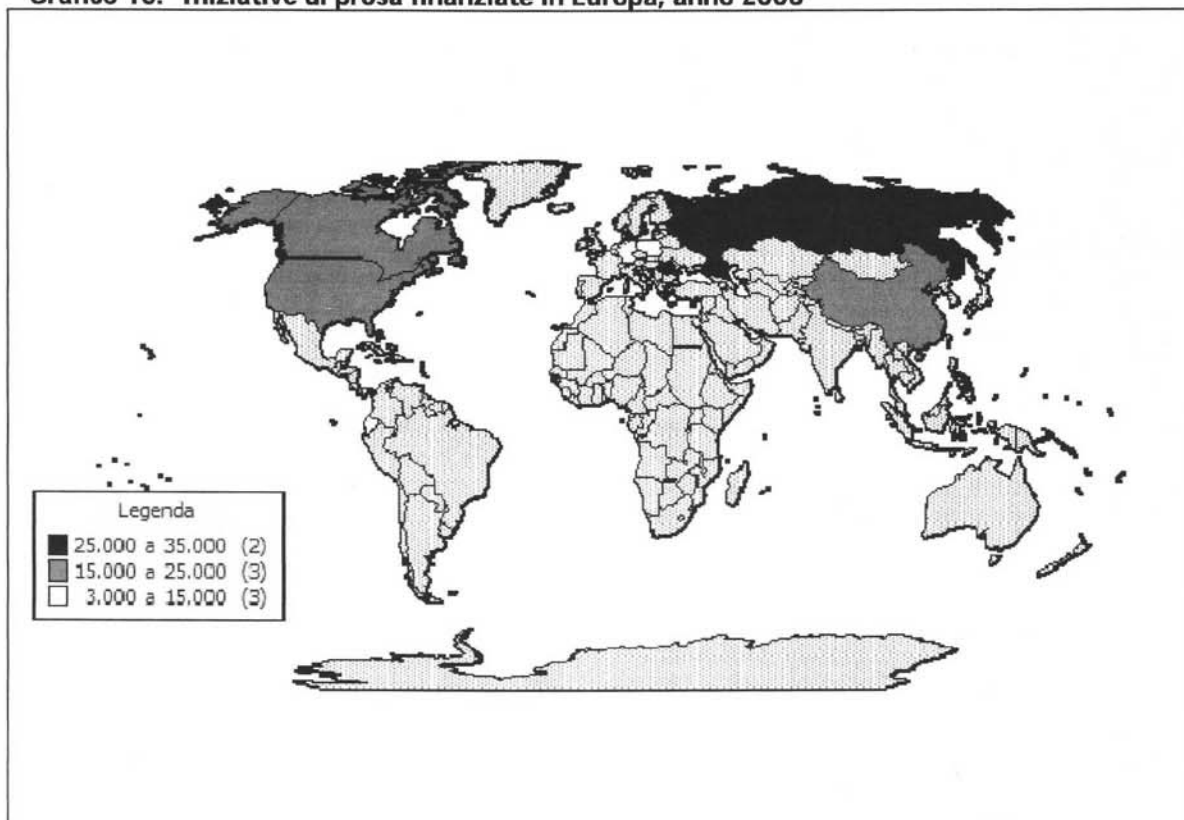 Grafico Iniziative di prosa finanziate in Europa, anno
Legenda
25.000 a 35.000 (2)
15.000 a 25.000 (3)
3.000 a 15.000 (3)